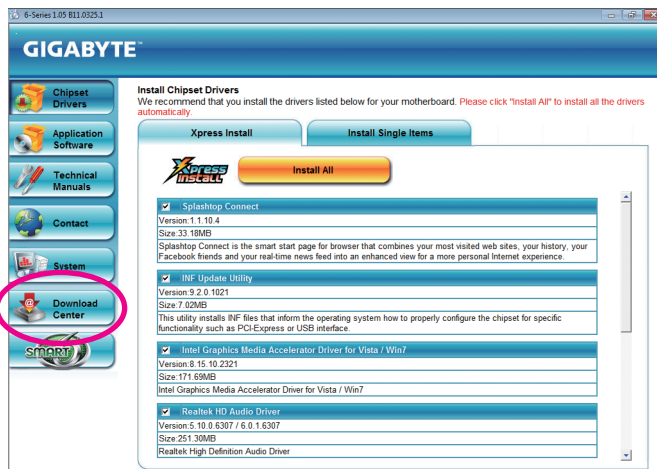 6-Series 1.05 B11.0325.1
GIGABYTE™
Chipset
Drivers
Application
Software
Technical
Manuals
Contact
System
Download
Center
SMART
Install Chipset Drivers
We recommend that you install the drivers listed below for your motherboard. Please click "Install All" to install all the drivers
automatically.
Xpress Install
Install Single Items
Xpress
INSTALL
Install All
Splashtop Connect
Version:1.1.10.4
Size:33.18MB
Splashtop Connect is the smart start page for browser that combines your most visited web sites, your history, your
Facebook friends and your real-time news feed into an enhanced view for a more personal Internet experience.
INF Update Utility
Version:9.2.0.1021
Size:7.02MB
This utility installs INF files that inform the operating system how to properly configure the chipset for specific
functionality such as PCI-Express or USB interface.
Intel Graphics Media Accelerator Driver for Vista / Win7
Version:8.15.10.2321
Size:171.69MB
Intel Graphics Media Accelerator Driver for Vista / Win7
Realtek HD Audio Driver
Version:5.10.0.6307 / 6.0.1.6307
Size:251.30MB
Realtek High Definition Audio Driver